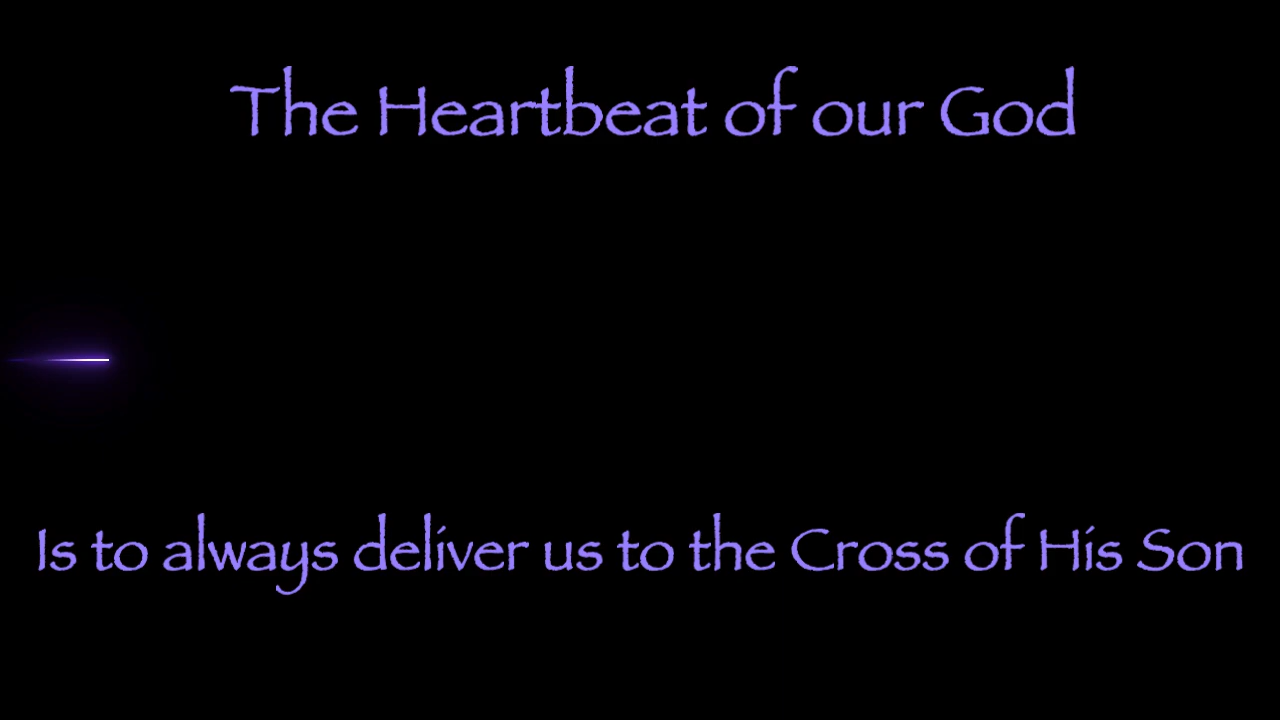 The Heartbeat of our God
Is to always deliver us to the Cross of His Son